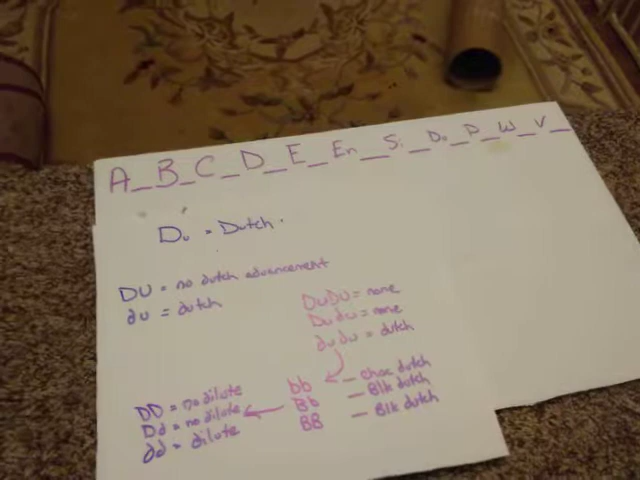 A_B_C_D_E_En_Si_Du_P_W_V_
Du = Dutch
DU = no dutch advancement
du = dutch
DuDu = none
Dudu = none
dudu = dutch
bb - choc dutch
Bb - Blk dutch
BB - Blk dutch
DD = no dilute
Dd = no dilute
dd = dilute